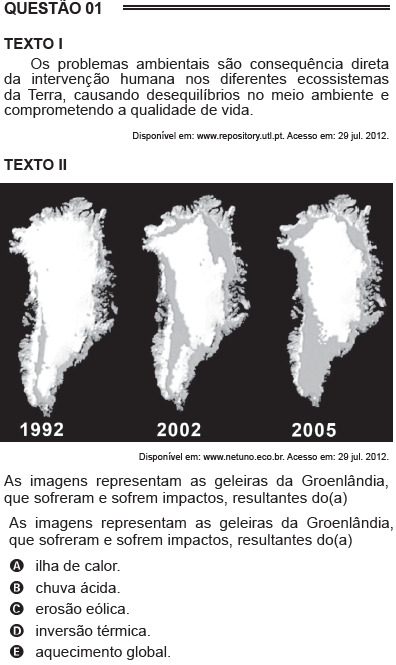 QUESTÃO 01
TEXTO I
Os problemas ambientais são consequência direta
da intervenção humana nos diferentes ecossistemas
da Terra, causando desequilíbrios no meio ambiente e
comprometendo a qualidade de vida.
Disponível em: www.repository.utl.pt. Acesso em: 29 jul. 2012.
TEXTO II
1992 2002 2005
Disponível em: www.netuno.eco.br. Acesso em: 29 jul. 2012.
As imagens representam as geleiras da Groenlândia,
que sofreram e sofrem impactos, resultantes do(a)
As imagens representam as geleiras da Groenlândia,
que sofreram e sofrem impactos, resultantes do(a)
A ilha de calor.
B chuva ácida.
C erosão eólica.
D inversão térmica.
E aquecimento global.